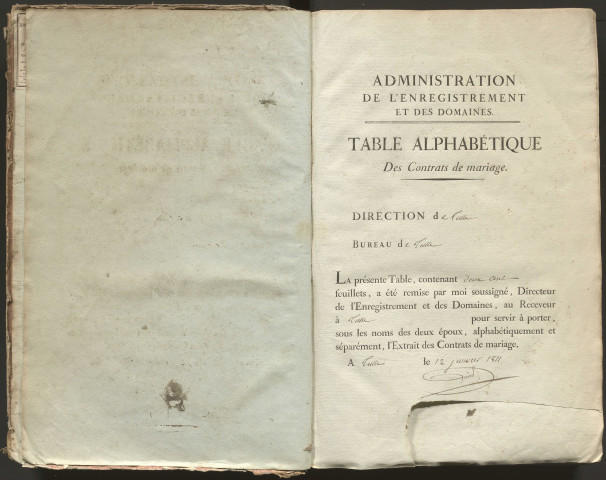 ADMINISTRATION
DE L'ENREGISTREMENT
ET DES DOMAINES.
TABLE ALPHABÉTIQUE
Des Contrats de mariage.
DIRECTION de Tulle
BUREAU de Tulle
LA présente Table, contenant deux cent
feuillets, a été remise par moi soussigné, Directeur
de l'Enregistrement et des Domaines, au Receveur
à Tulle pour servir à porter,
sous les noms des deux époux, alphabétiquement et
séparément, l'Extrait des Contrats de mariage.
A Tulle le 12 janvier 1811